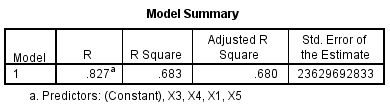 Model Summary
Model R R Square Adjusted R Square Std. Error of the Estimate
1 .827a .683 .680 23629692833
a. Predictors: (Constant), X3, X4, X1, X5